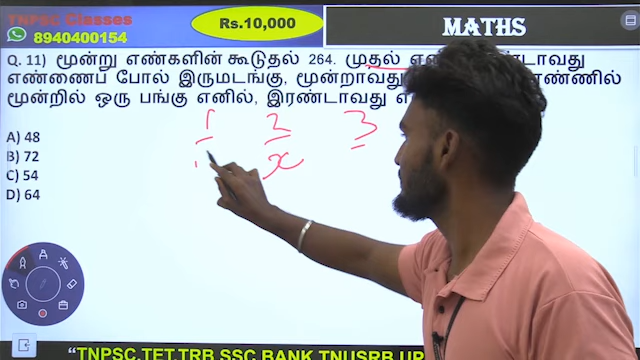 TNPSC Classes
8940400154
Rs.10,000
MATHS
Q. 11) மூன்று எண்களின் கூடுதல் 264. முதல்
எண்ணைப் போல் இருமடங்கு, மூன்றாவது
மூன்றில் ஒரு பங்கு எனில், இரண்டாவது
1 2 3
x
A) 48
B) 72
C) 54
D) 64
"TNPSC,TET,TRB,SSC,BANK,TNUSRB,UP